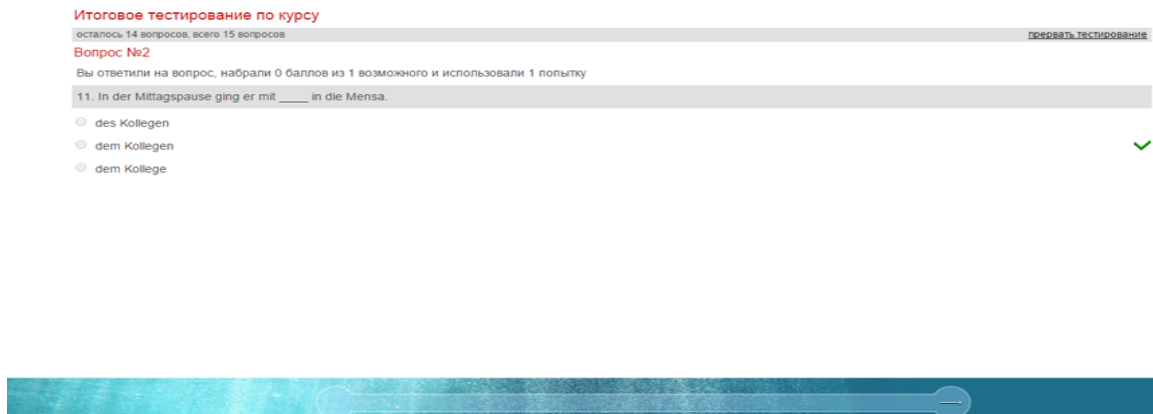 Итоговое тестирование по курсу
осталось 14 вопросов, всего 15 вопросов прервать тестирование
Вопрос №2
Вы ответили на вопрос, набрали 0 баллов из 1 возможного и использовали 1 попытку
11. In der Mittagspause ging er mit ____ in die Mensa.
des Kollegen
dem Kollegen
dem Kollege